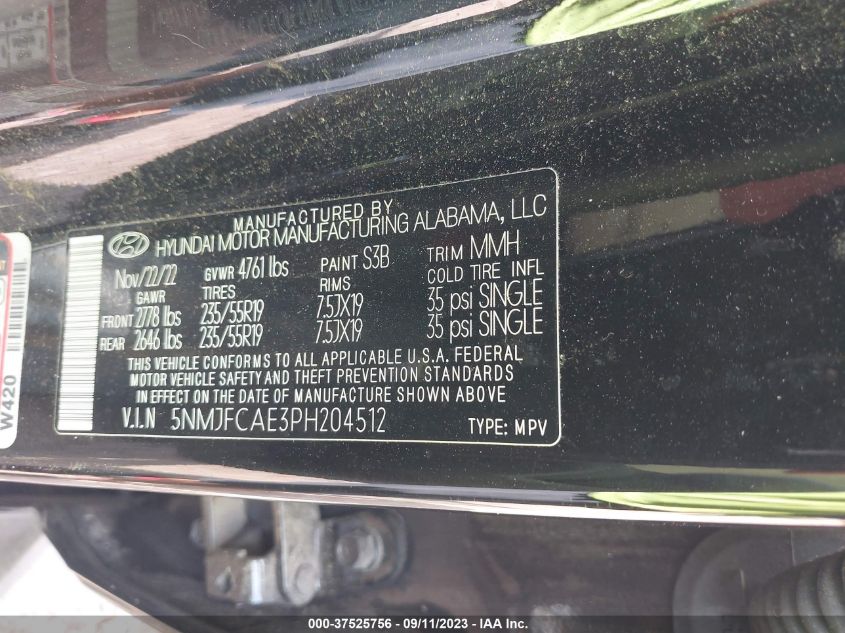 MANUFACTURED BY
HYUNDAI MOTOR MANUFACTURING ALABAMA, LLC
Nov/22/22 GVWR 4761 lbs PAINT S3B TRIM MMH
GAWR TIRES RIMS COLD TIRE INFL
FRONT 2778 lbs 235/55R19 7.5JX19 35 psi SINGLE
REAR 2646 lbs 235/55R19 7.5JX19 35 psi SINGLE
THIS VEHICLE CONFORMS TO ALL APPLICABLE U.S.A. FEDERAL
MOTOR VEHICLE SAFETY AND THEFT PREVENTION STANDARDS
IN EFFECT ON THE DATE OF MANUFACTURE SHOWN ABOVE
V.I.N 5NMJFCAE3PH204512 TYPE: MPV
W420
000-37525756 - 09/11/2023 - IAA Inc.